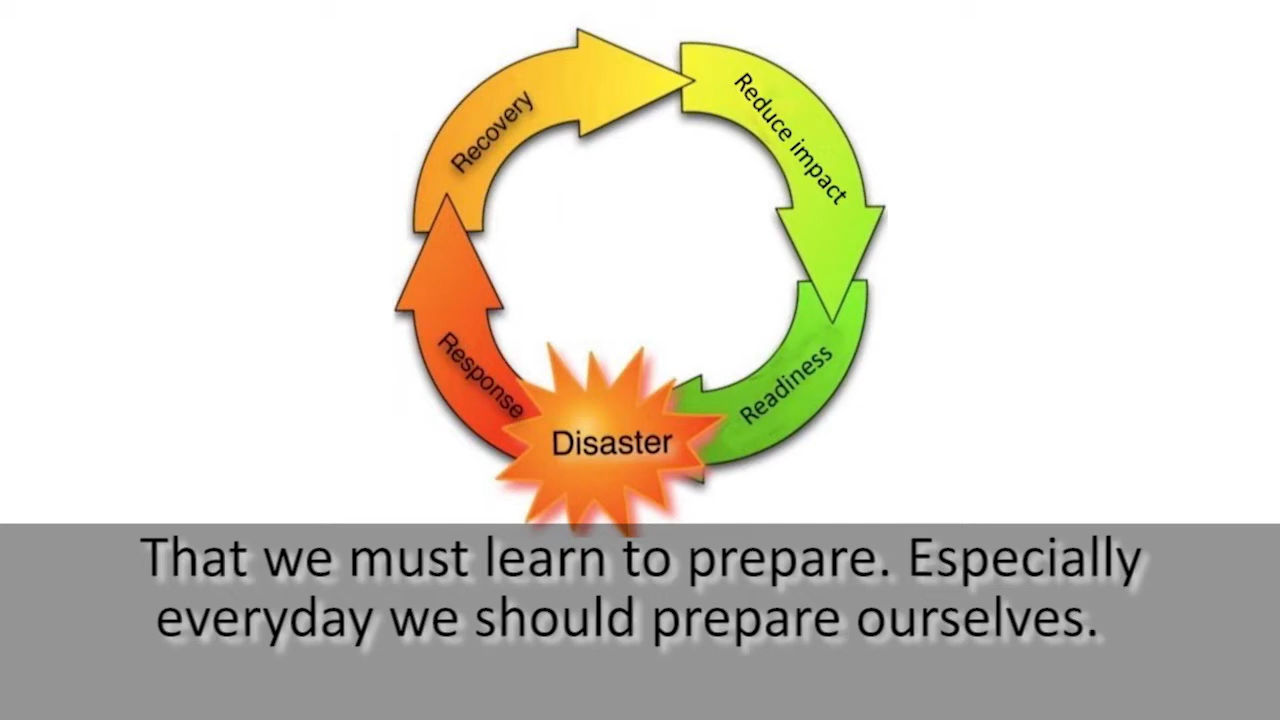 Recovery
Reduce impact
Response
Readiness
Disaster
That we must learn to prepare. Especially
everyday we should prepare ourselves.